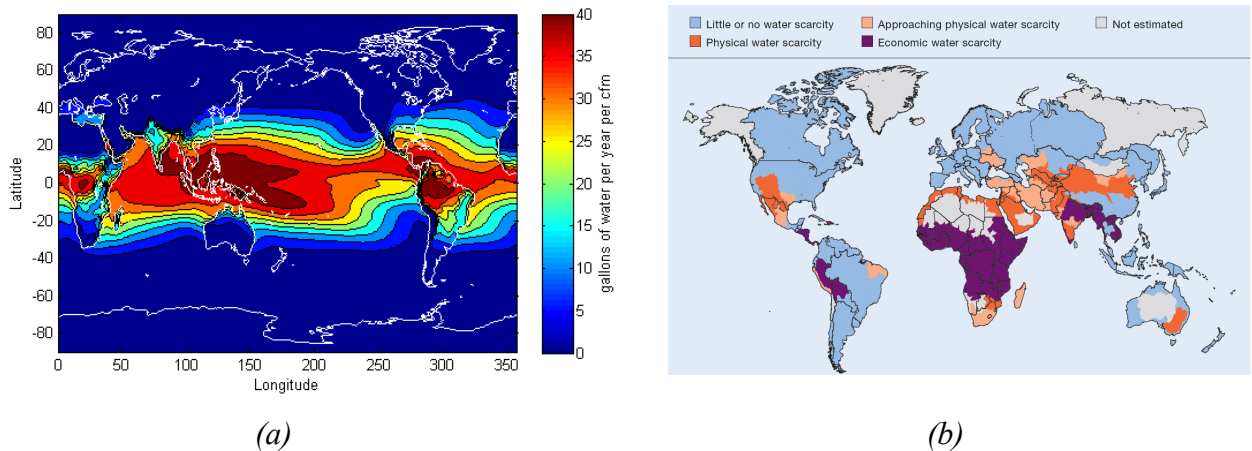 80
60
40
20
0
-20
-40
-60
-80
Latitude
0 50 100 150 200 250 300 350
Longitude
40
35
30
25
20
15
10
5
0
gallons of water per year per cfm
(a)
Little or no water scarcity Approaching physical water scarcity Not estimated
Physical water scarcity Economic water scarcity
(b)